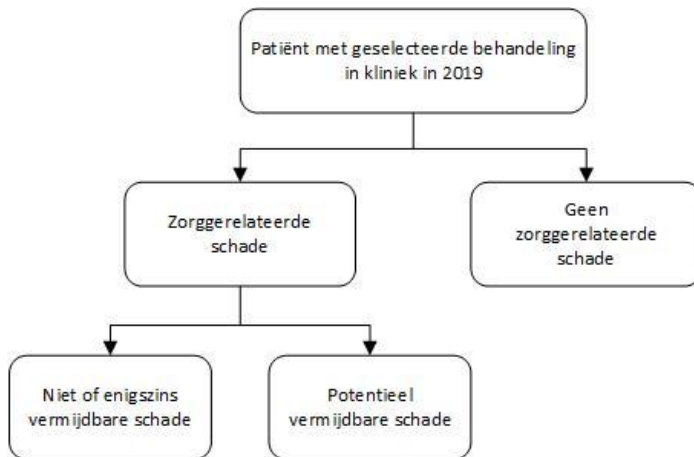 Patiënt met geselecteerde behandeling
in kliniek in 2019
Zorggerelateerde
schade
Geen
zorggerelateerde
schade
Niet of enigszins
vermijdbare schade
Potentieel
vermijdbare schade